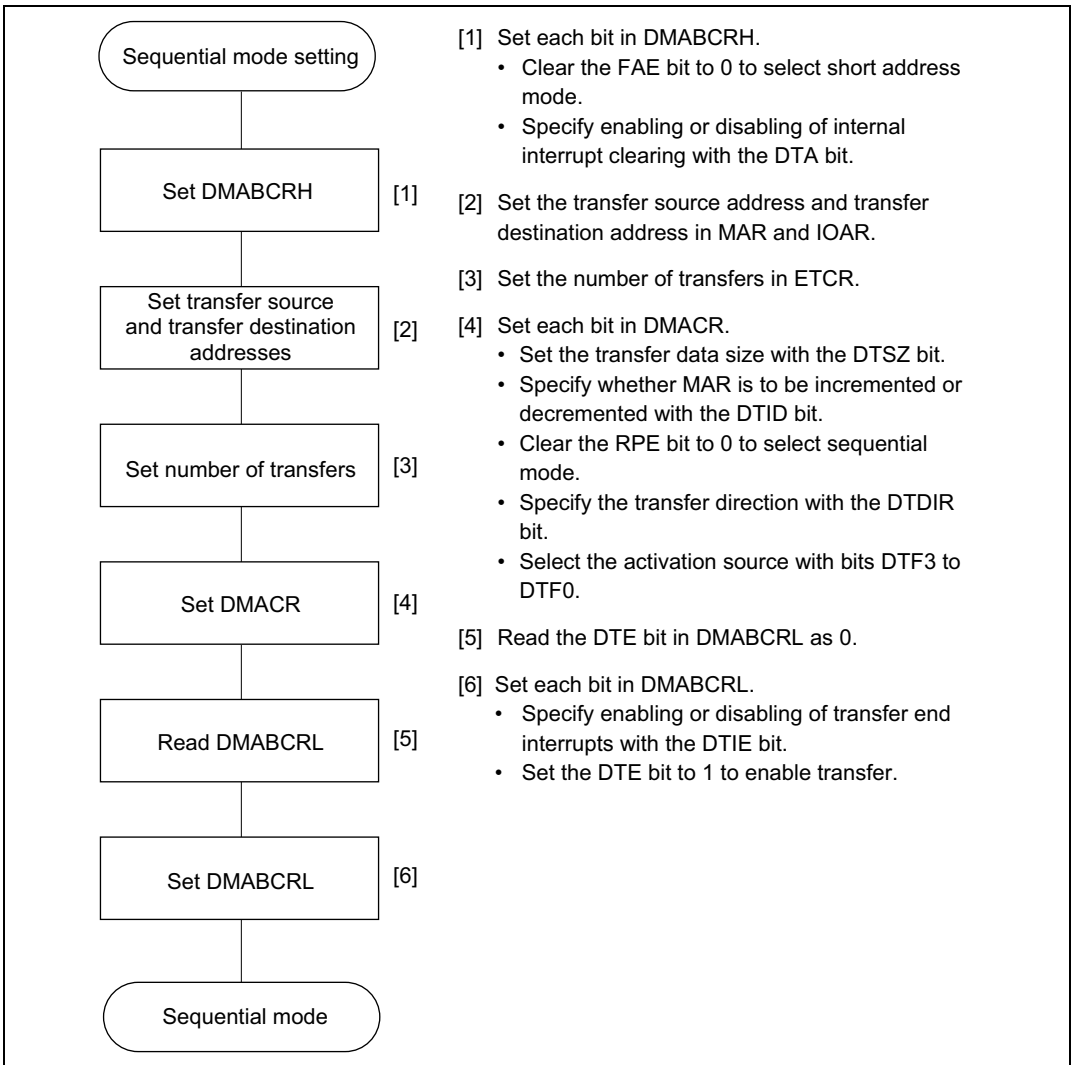 Sequential mode setting
Set DMABCRH
[1]
Set transfer source
and transfer destination
addresses
[2]
Set number of transfers
[3]
Set DMACR
[4]
Read DMABCRL
[5]
Set DMABCRL
[6]
Sequential mode
[1] Set each bit in DMABCRH.
• Clear the FAE bit to 0 to select short address
mode.
• Specify enabling or disabling of internal
interrupt clearing with the DTA bit.
[2] Set the transfer source address and transfer
destination address in MAR and IOAR.
[3] Set the number of transfers in ETCR.
[4] Set each bit in DMACR.
• Set the transfer data size with the DTSZ bit.
• Specify whether MAR is to be incremented or
decremented with the DTID bit.
• Clear the RPE bit to 0 to select sequential
mode.
• Specify the transfer direction with the DTDIR
bit.
• Select the activation source with bits DTF3 to
DTF0.
[5] Read the DTE bit in DMABCRL as 0.
[6] Set each bit in DMABCRL.
• Specify enabling or disabling of transfer end
interrupts with the DTIE bit.
• Set the DTE bit to 1 to enable transfer.